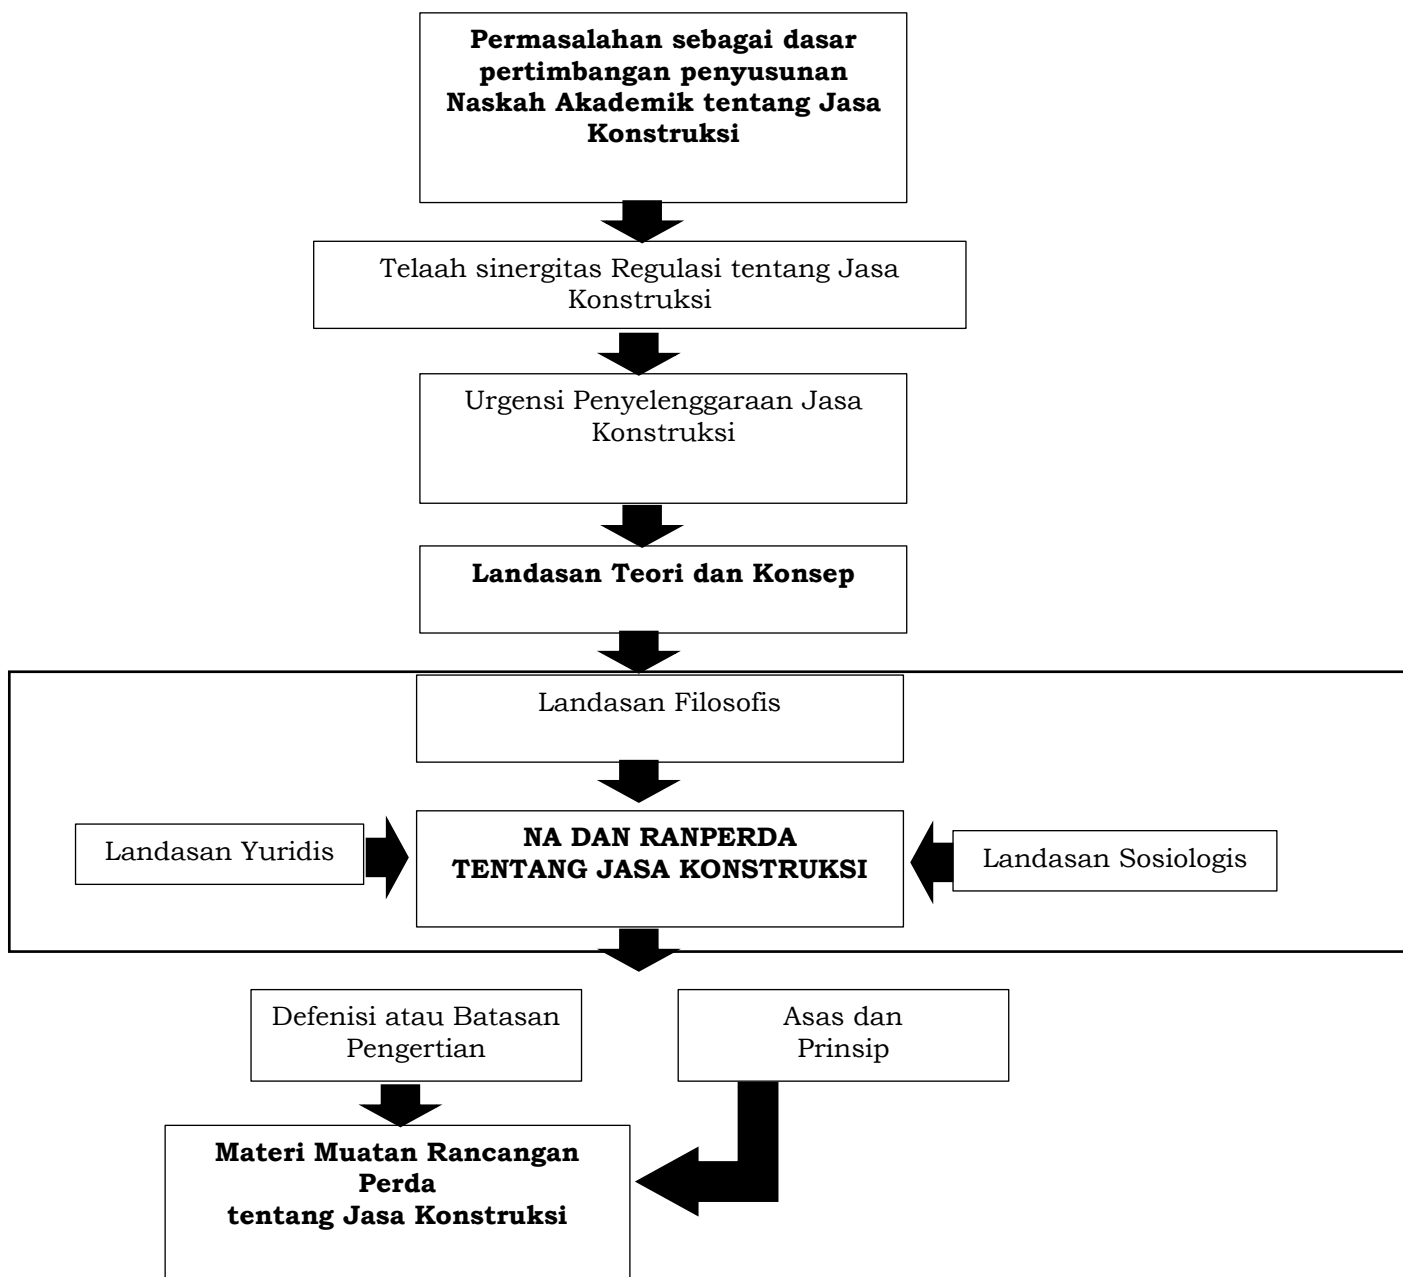 Permasalahan sebagai dasar
pertimbangan penyusunan
Naskah Akademik tentang Jasa
Konstruksi
Telaah sinergitas Regulasi tentang Jasa
Konstruksi
Urgensi Penyelenggaraan Jasa
Konstruksi
Landasan Teori dan Konsep
Landasan Filosofis
Landasan Yuridis
NA DAN RANPERDA
TENTANG JASA KONSTRUKSI
Landasan Sosiologis
Defenisi atau Batasan
Pengertian
Asas dan
Prinsip
Materi Muatan Rancangan
Perda
tentang Jasa Konstruksi